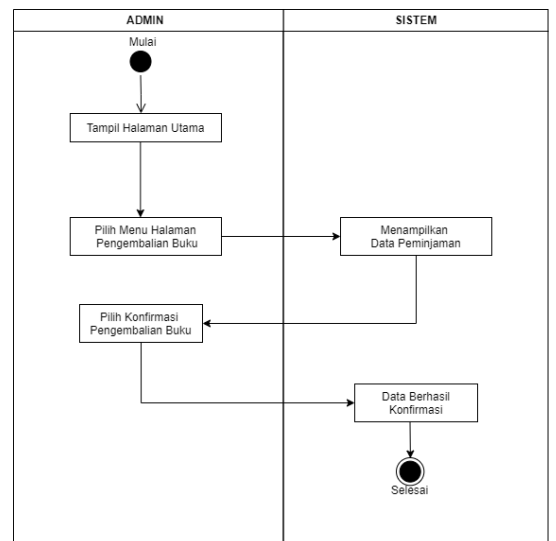 ADMIN
SISTEM
Mulai
Tampil Halaman Utama
Pilih Menu Halaman
Pengembalian Buku
Menampilkan
Data Peminjaman
Pilih Konfirmasi
Pengembalian Buku
Data Berhasil
Konfirmasi
Selesai